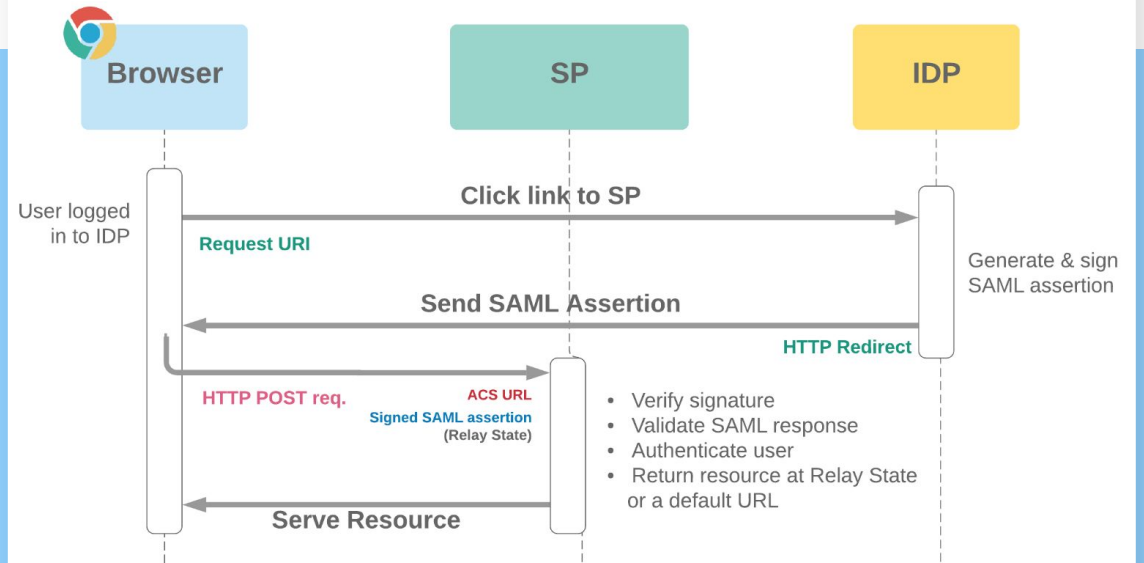 Browser
SP
IDP
Click link to SP
User logged
in to IDP
Request URI
Generate & sign
SAML assertion
Send SAML Assertion
HTTP Redirect
HTTP POST req.
ACS URL
Signed SAML assertion
(Relay State)
• Verify signature
• Validate SAML response
• Authenticate user
• Return resource at Relay State
or a default URL
Serve Resource